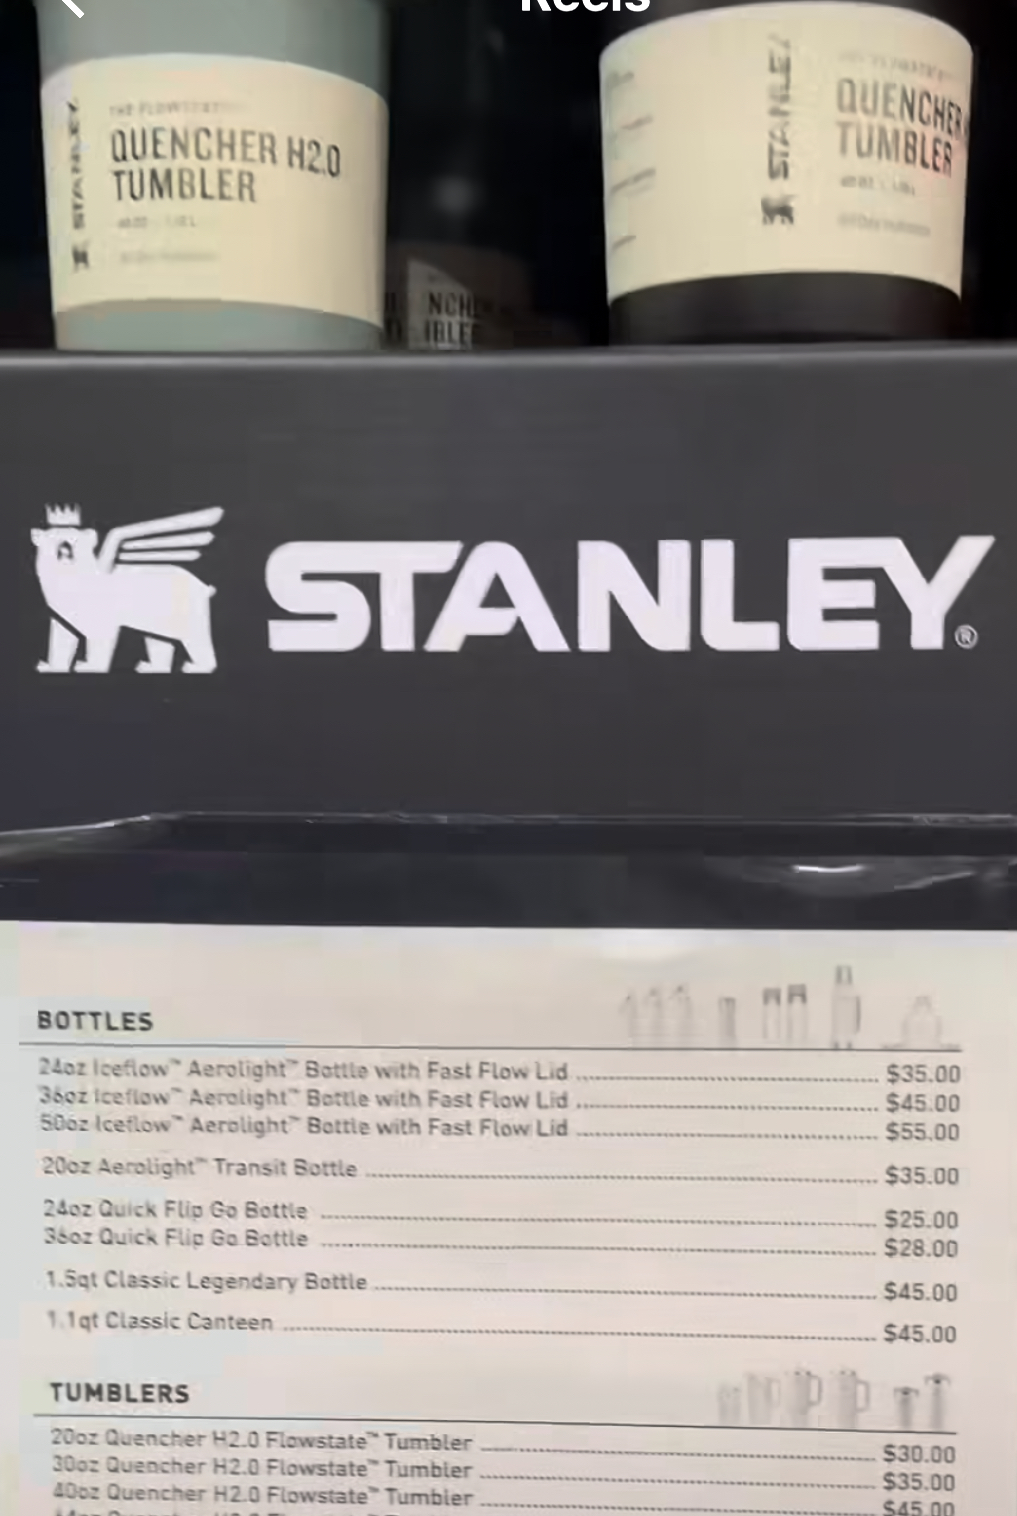 Reels
STANLEY
QUENCHER H2.0
TUMBLER
STANLEY
QUENCHER
TUMBLER
STANLEY®
BOTTLES
24oz Iceflow™ Aerolight™ Bottle with Fast Flow Lid ........ $35.00
36oz Iceflow™ Aerolight™ Bottle with Fast Flow Lid ........ $45.00
50oz Iceflow™ Aerolight™ Bottle with Fast Flow Lid ........ $55.00
20oz Aerolight™ Transit Bottle ........ $35.00
24oz Quick Flip Go Bottle ........ $25.00
36oz Quick Flip Go Bottle ........ $28.00
1.5qt Classic Legendary Bottle ........ $45.00
1.1qt Classic Canteen ........ $45.00
TUMBLERS
20oz Quencher H2.0 Flowstate™ Tumbler ........ $30.00
30oz Quencher H2.0 Flowstate™ Tumbler ........ $35.00
40oz Quencher H2.0 Flowstate™ Tumbler ........ $45.00